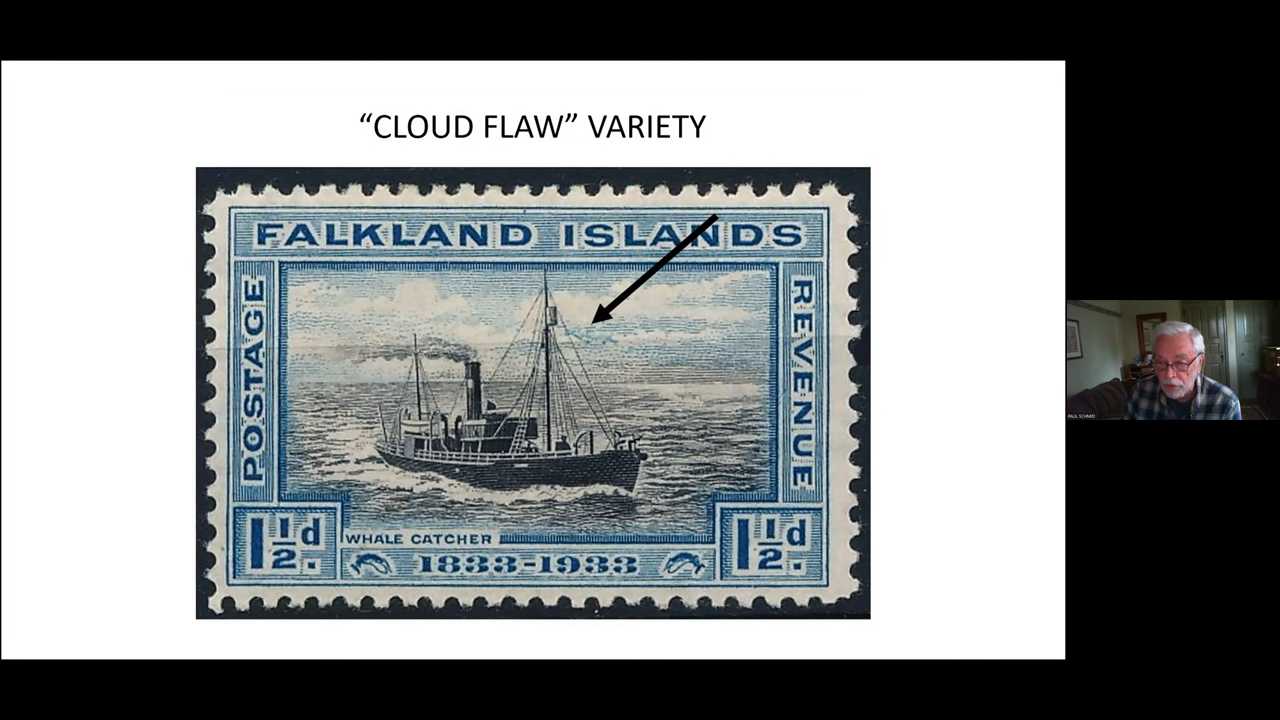 “CLOUD FLAW” VARIETY
FALKLAND ISLANDS
POSTAGE
REVENUE
1½d.
WHALE CATCHER
1½d.
1833-1933
PAUL SCHMID